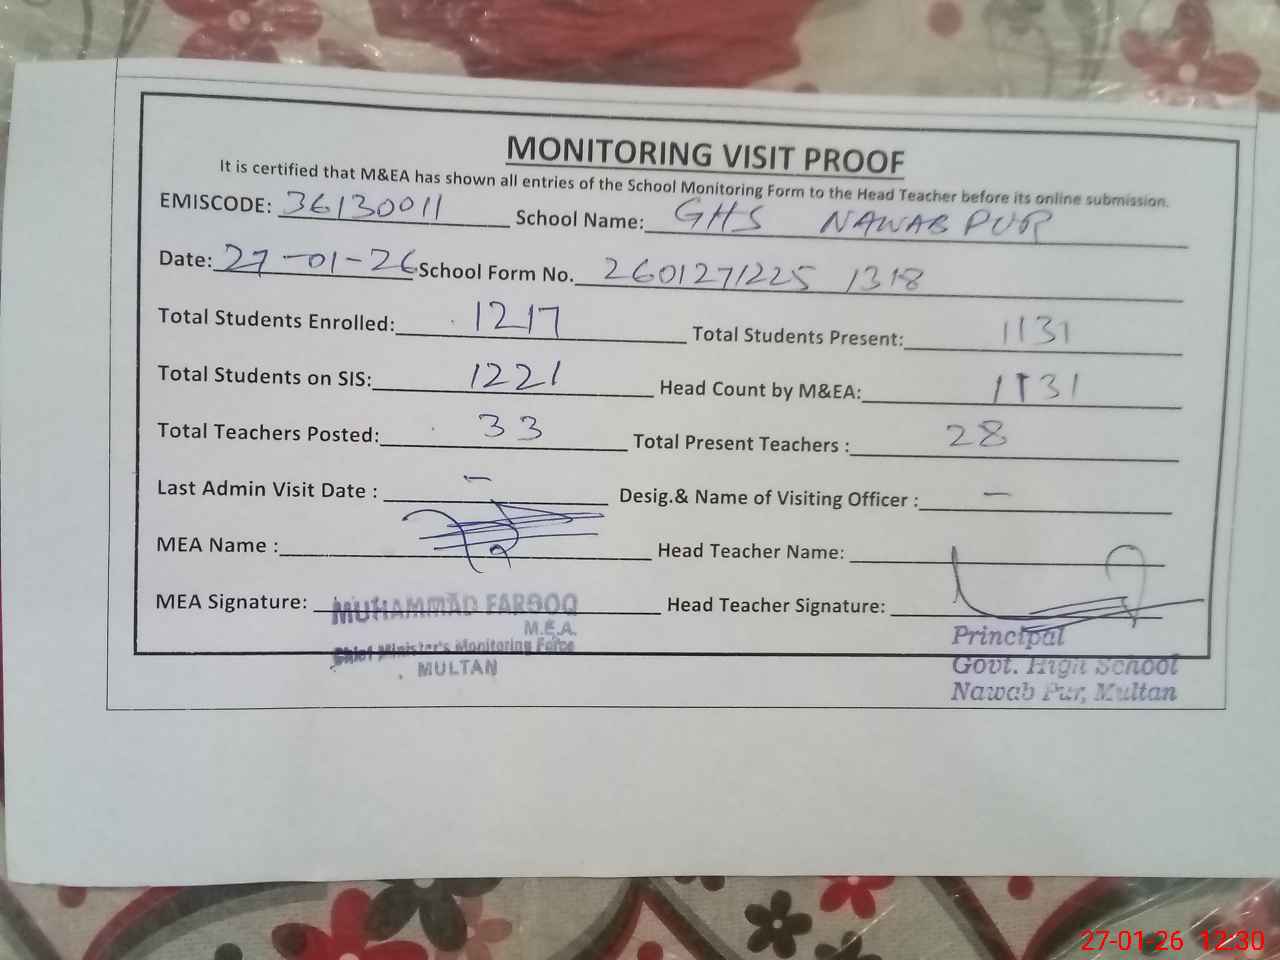 MONITORING VISIT PROOF
It is certified that M&EA has shown all entries of the School Monitoring Form to the Head Teacher before its online submission.
EMISCODE: 36130011 School Name: GHS NAWAB PUR
Date: 27-01-26 School Form No. 2601271225 1318
Total Students Enrolled: 1217 Total Students Present: 1131
Total Students on SIS: 1221 Head Count by M&EA: 1131
Total Teachers Posted: 33 Total Present Teachers : 28
Last Admin Visit Date : - Desig.& Name of Visiting Officer : -
MEA Name : Head Teacher Name:
MEA Signature: Head Teacher Signature:
MUHAMMAD FAROOQ
M.E.A.
Chief Minister's Monitoring Force
MULTAN
Principal
Govt. High School
Nawab Pur, Multan
27-01-26 12:30